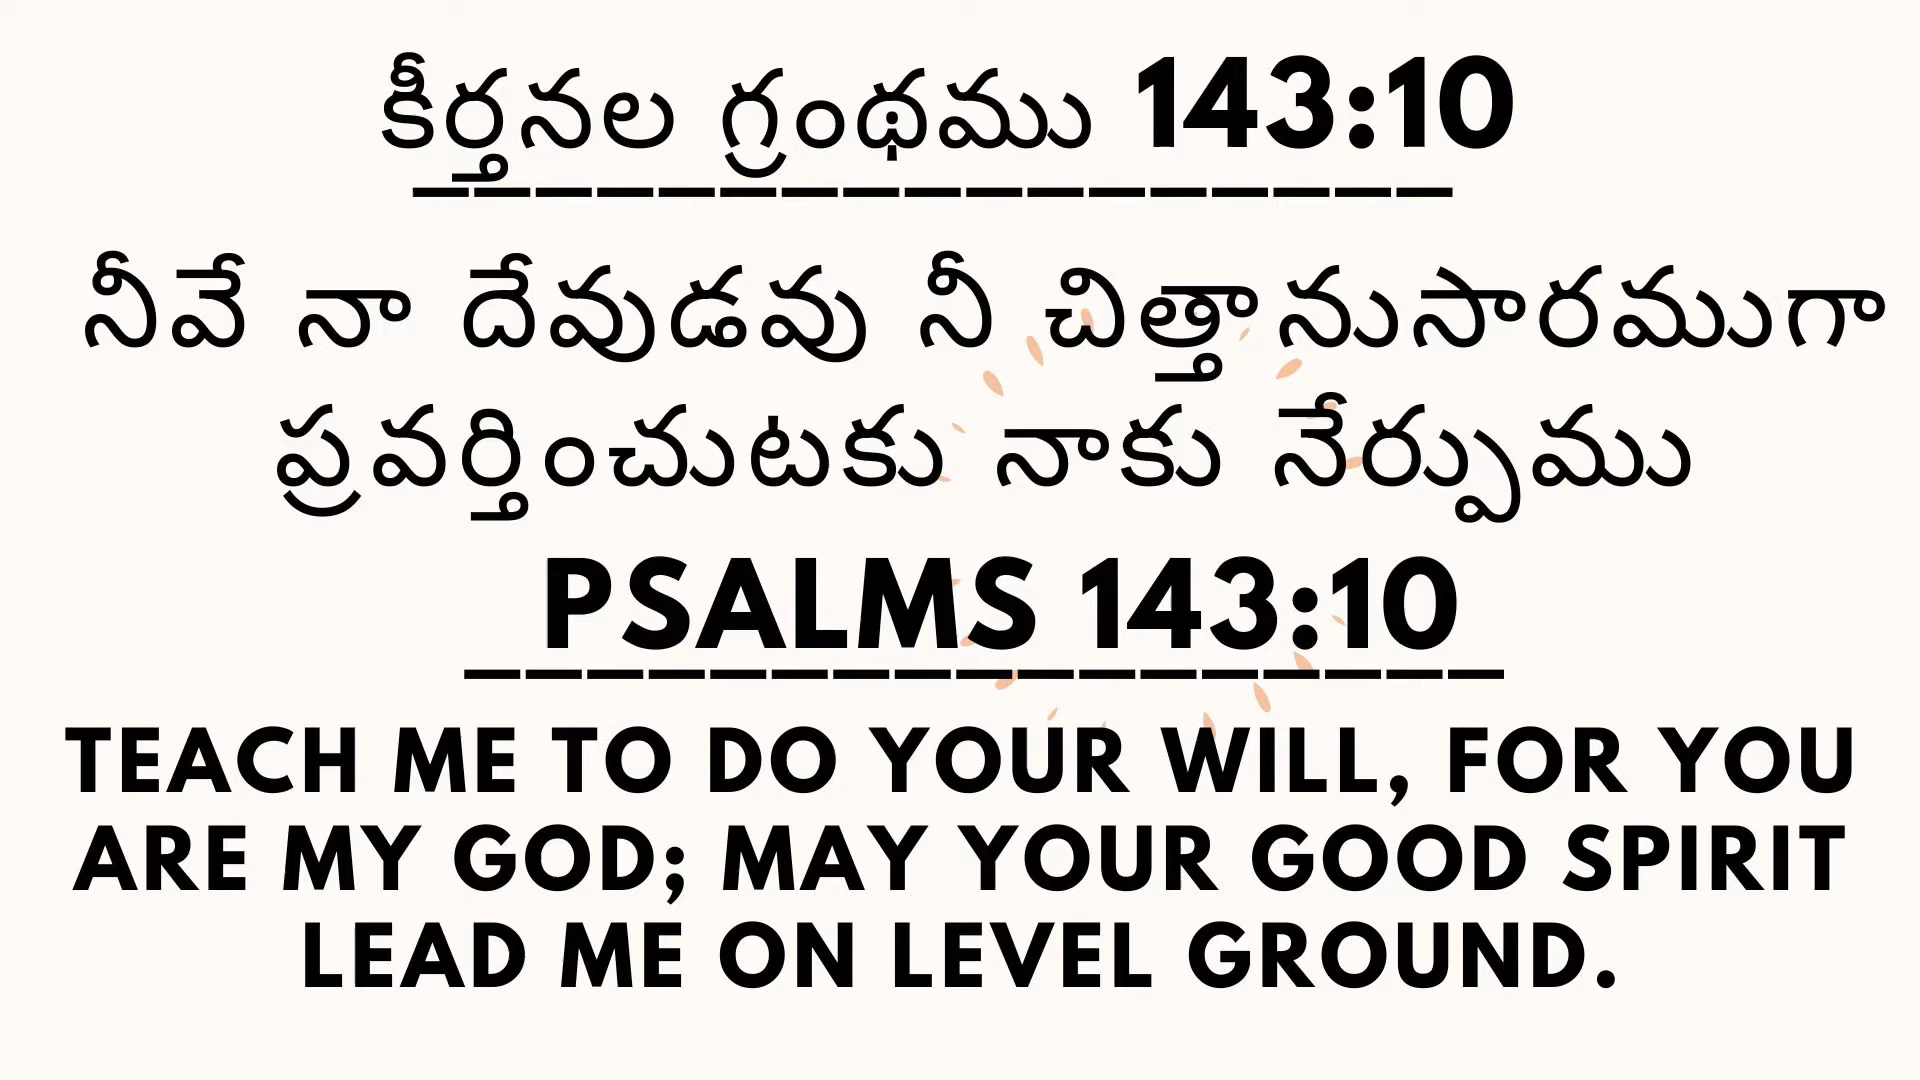 కీర్తనల గ్రంథము 143:10
నీవే నా దేవుడవు నీ చిత్తానుసారముగా
ప్రవర్తించుటకు నాకు నేర్పుము
PSALMS 143:10
TEACH ME TO DO YOUR WILL, FOR YOU
ARE MY GOD; MAY YOUR GOOD SPIRIT
LEAD ME ON LEVEL GROUND.